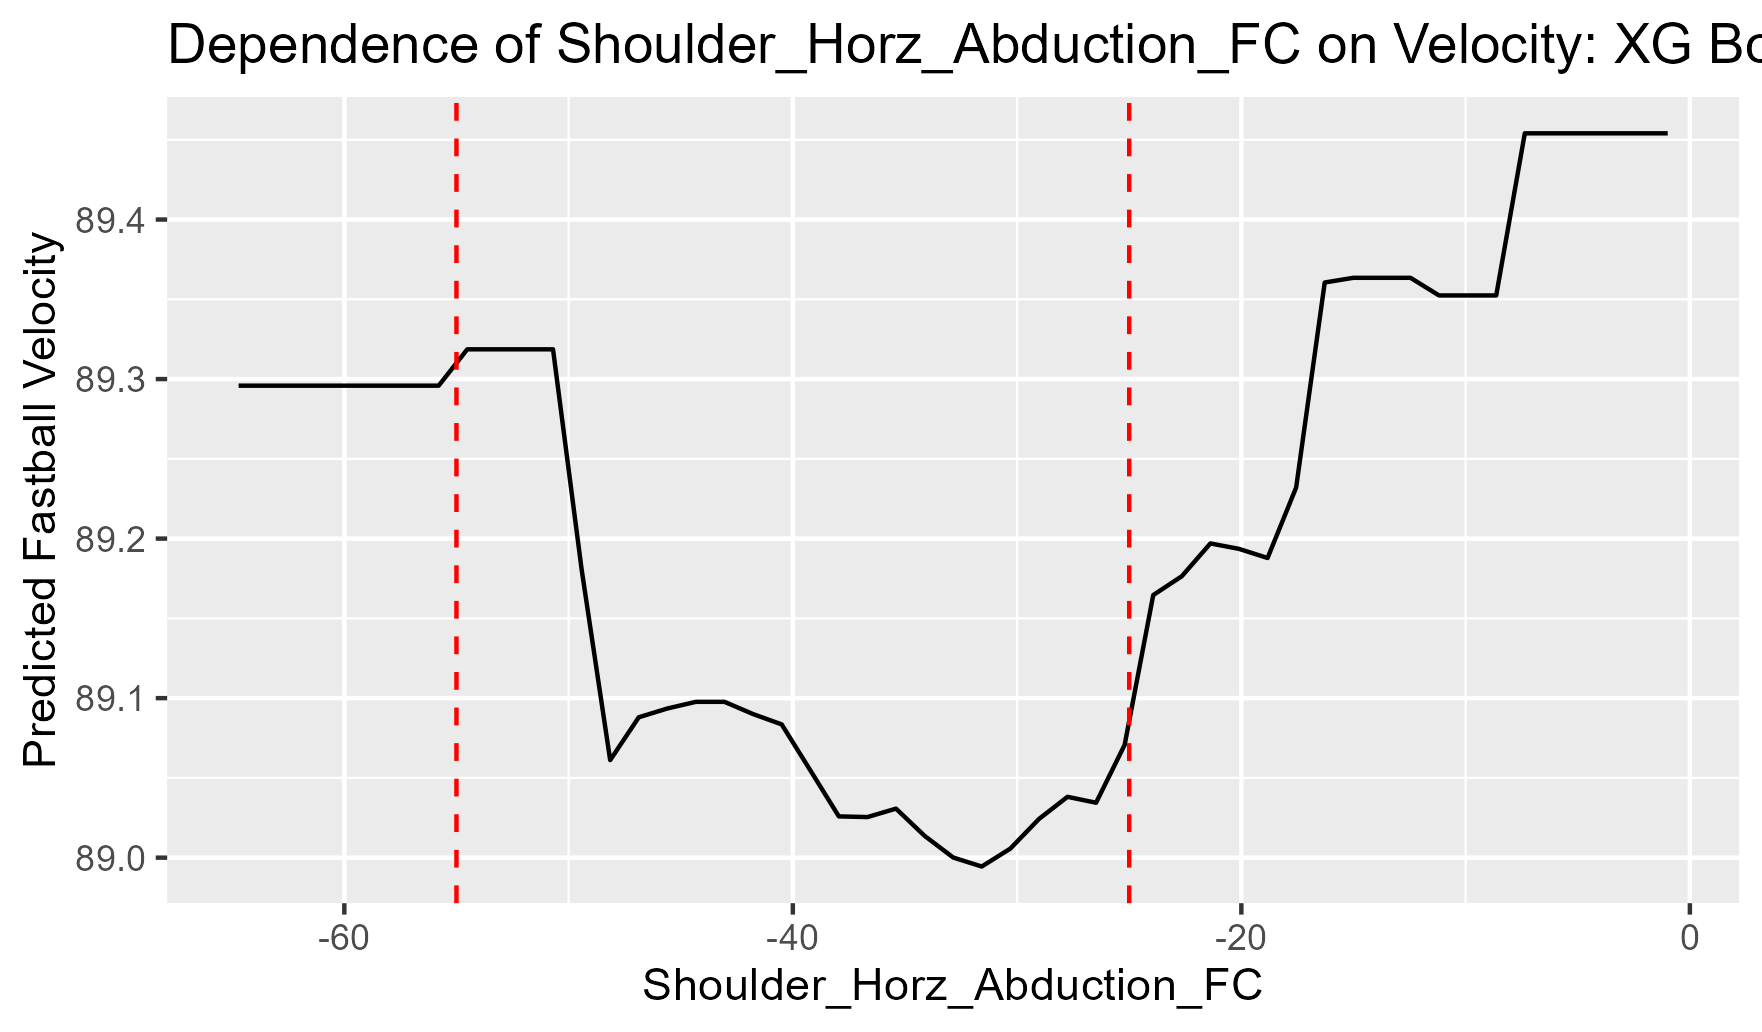 Dependence of Shoulder_Horz_Abduction_FC on Velocity: XG Bo
Predicted Fastball Velocity
89.4
89.3
89.2
89.1
89.0
-60 -40 -20 0
Shoulder_Horz_Abduction_FC